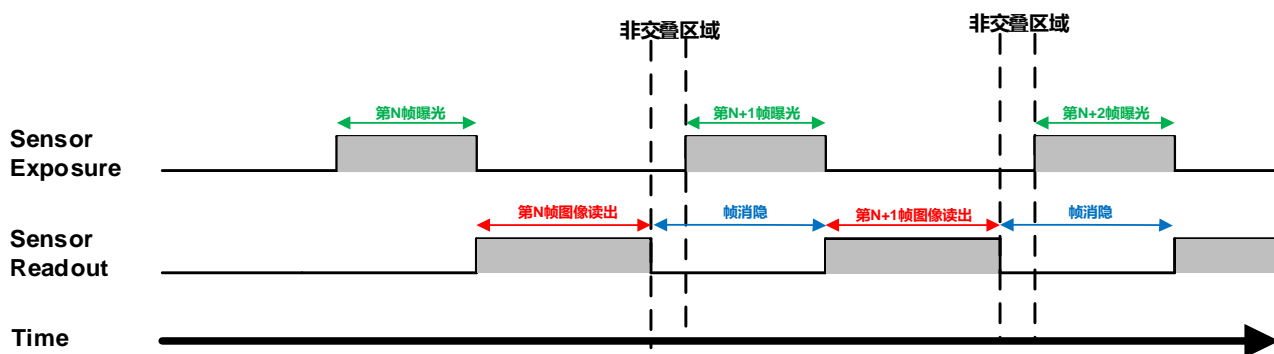 非交叠区域
非交叠区域
第N帧曝光
第N+1帧曝光
第N+2帧曝光
Sensor
Exposure
第N帧图像读出
帧消隐
第N+1帧图像读出
帧消隐
Sensor
Readout
Time